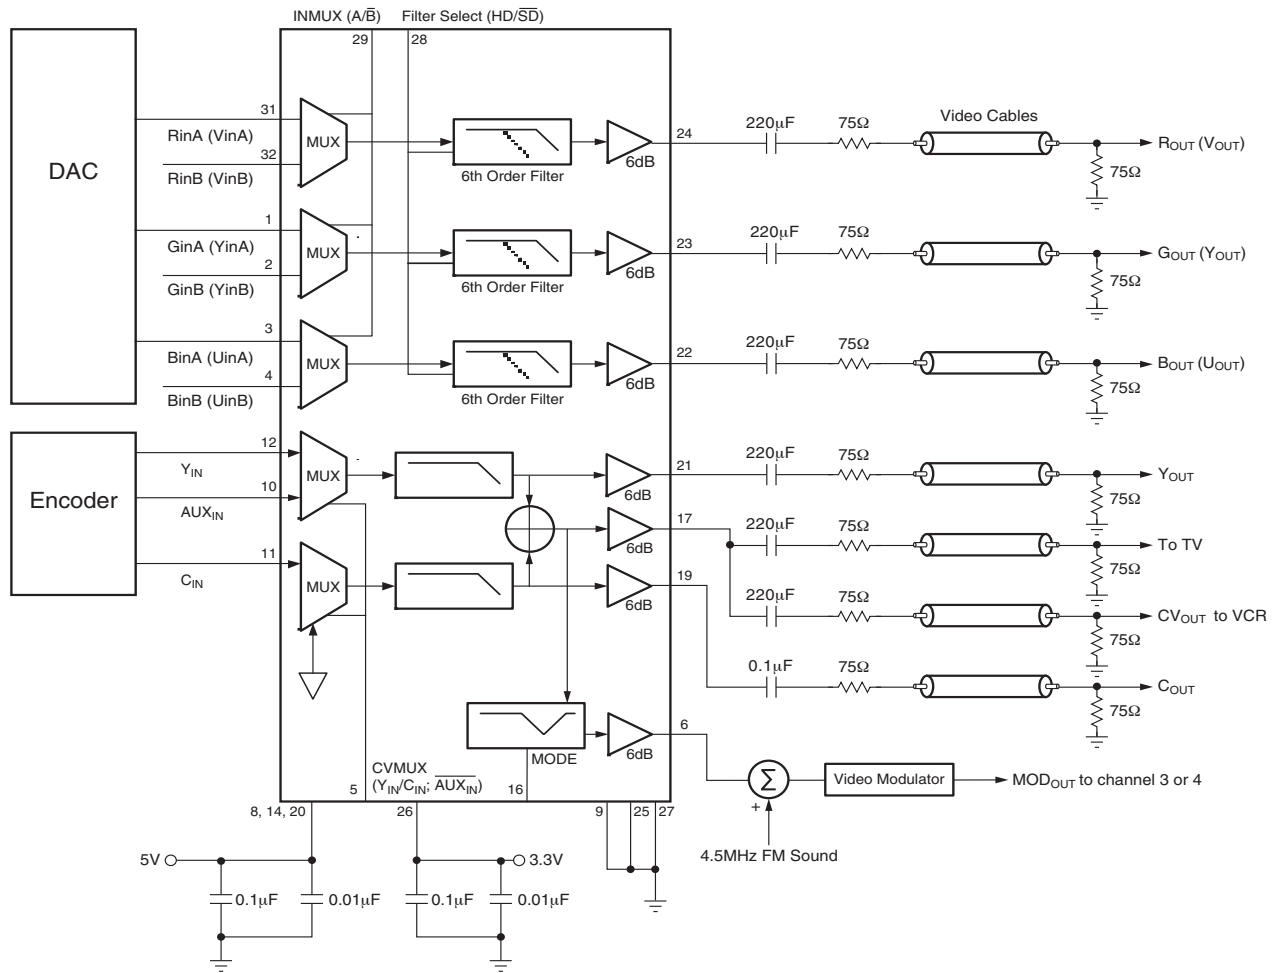 INMUX (A/B̅)
Filter Select (HD/S̅D̅)
29
28
DAC
31
RinA (VinA)
32
RinB (VinB)
MUX
6th Order Filter
6dB
24
220µF
75Ω
Video Cables
ROUT (VOUT)
75Ω
1
GinA (YinA)
2
GinB (YinB)
MUX
6th Order Filter
6dB
23
220µF
75Ω
GOUT (YOUT)
75Ω
3
BinA (UinA)
4
BinB (UinB)
MUX
6th Order Filter
6dB
22
220µF
75Ω
BOUT (UOUT)
75Ω
Encoder
12
YIN
10
AUXIN
11
CIN
MUX
6dB
21
220µF
75Ω
YOUT
75Ω
6dB
17
220µF
75Ω
To TV
75Ω
MUX
6dB
19
220µF
75Ω
CVOUT to VCR
75Ω
0.1µF
75Ω
COUT
75Ω
MODE
6dB
6
Σ
+
4.5MHz FM Sound
Video Modulator
MODOUT to channel 3 or 4
CVMUX
(YIN/CIN; A̅U̅X̅I̅N̅)
5
16
8, 14, 20
26
9
25
27
5V
3.3V
0.1µF
0.01µF
0.1µF
0.01µF